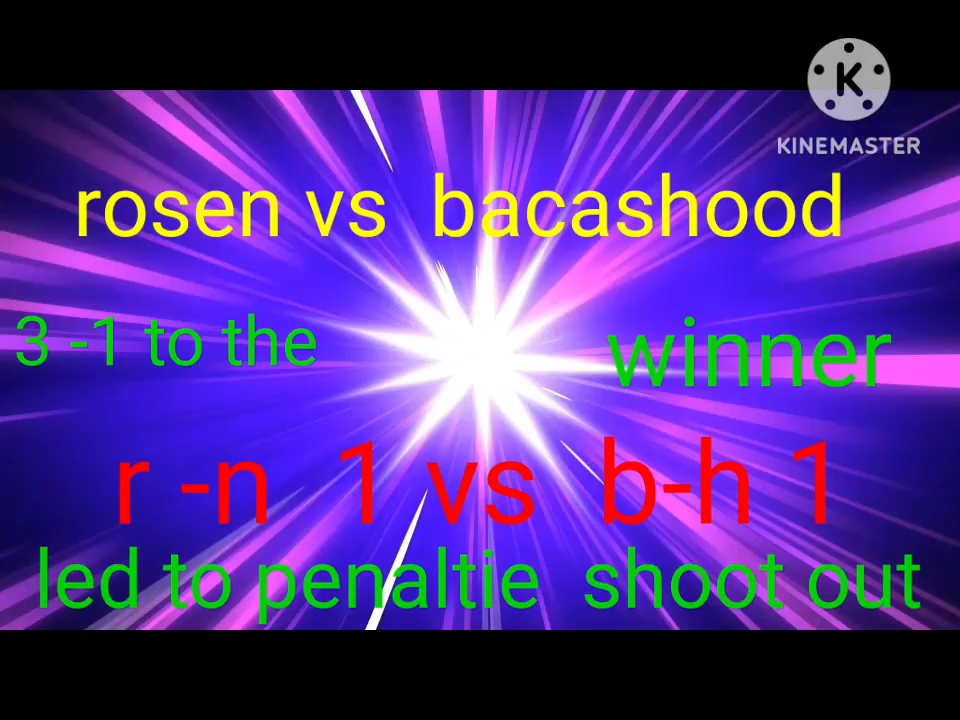 K
KINEMASTER
rosen vs bacashood
3 -1 to the winner
r -n 1 vs b-h 1
led to penaltie shoot out